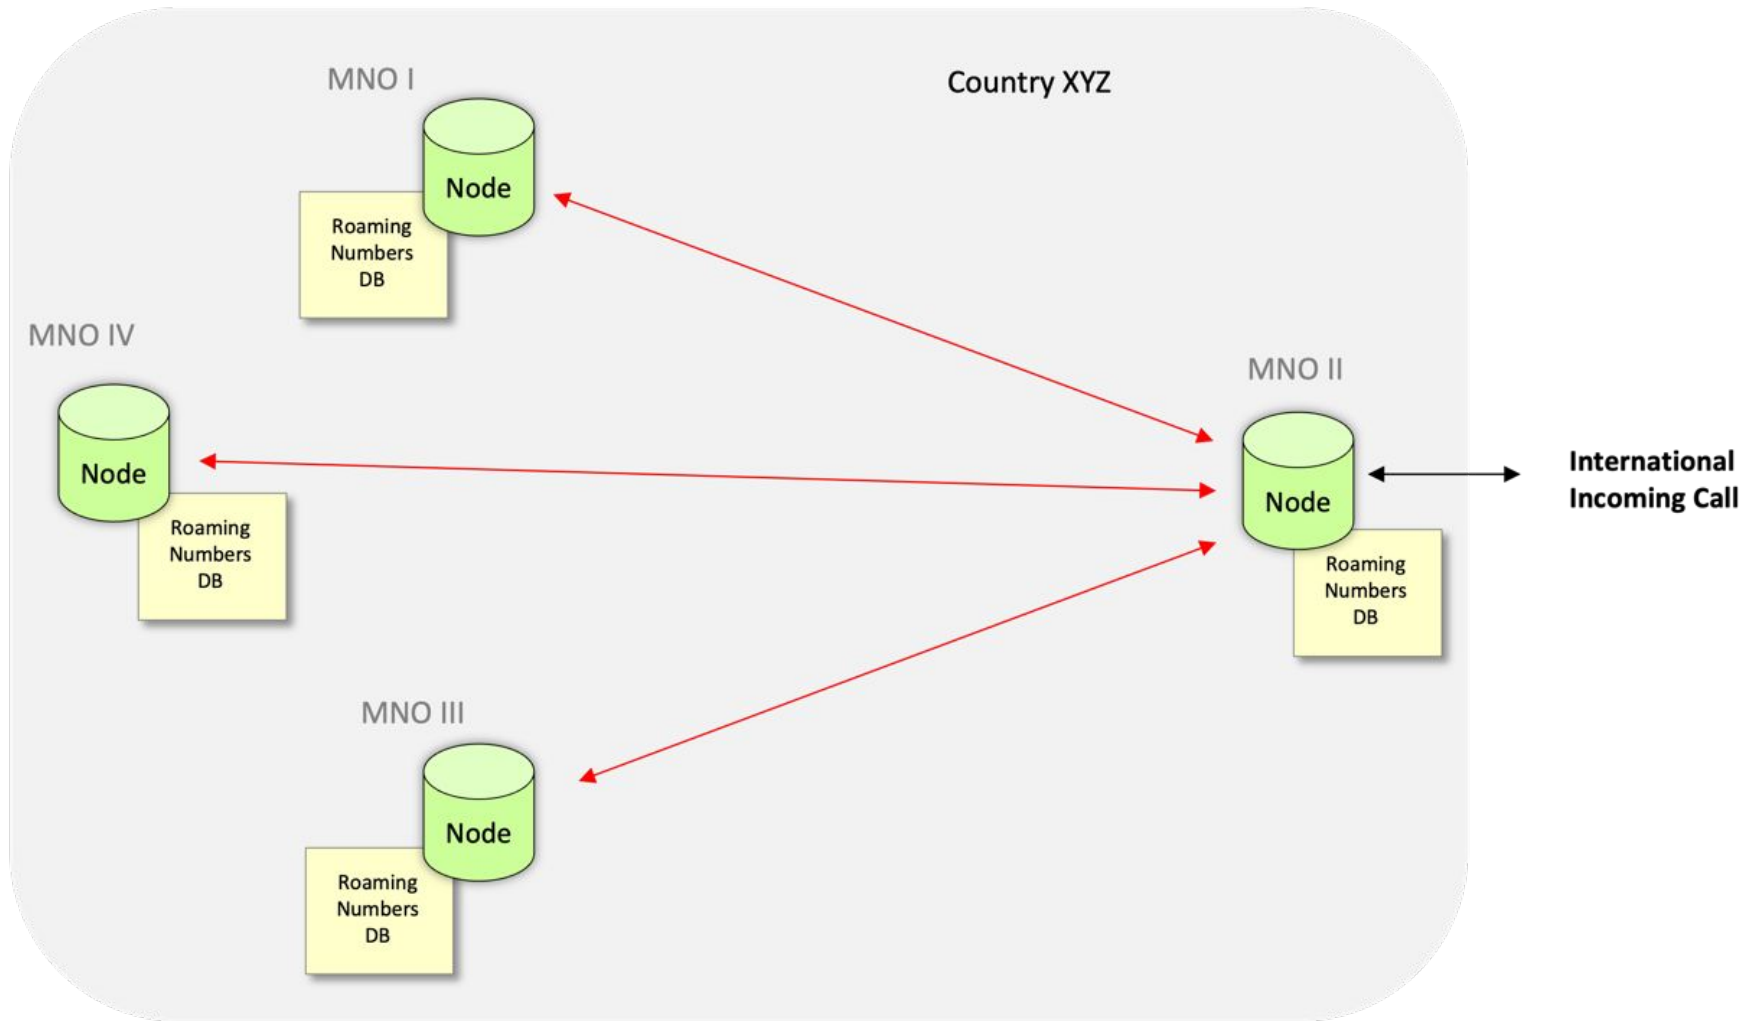 MNO I
Country XYZ
Node
Roaming
Numbers
DB
MNO IV
Node
Roaming
Numbers
DB
MNO II
Node
Roaming
Numbers
DB
International
Incoming Call
MNO III
Node
Roaming
Numbers
DB